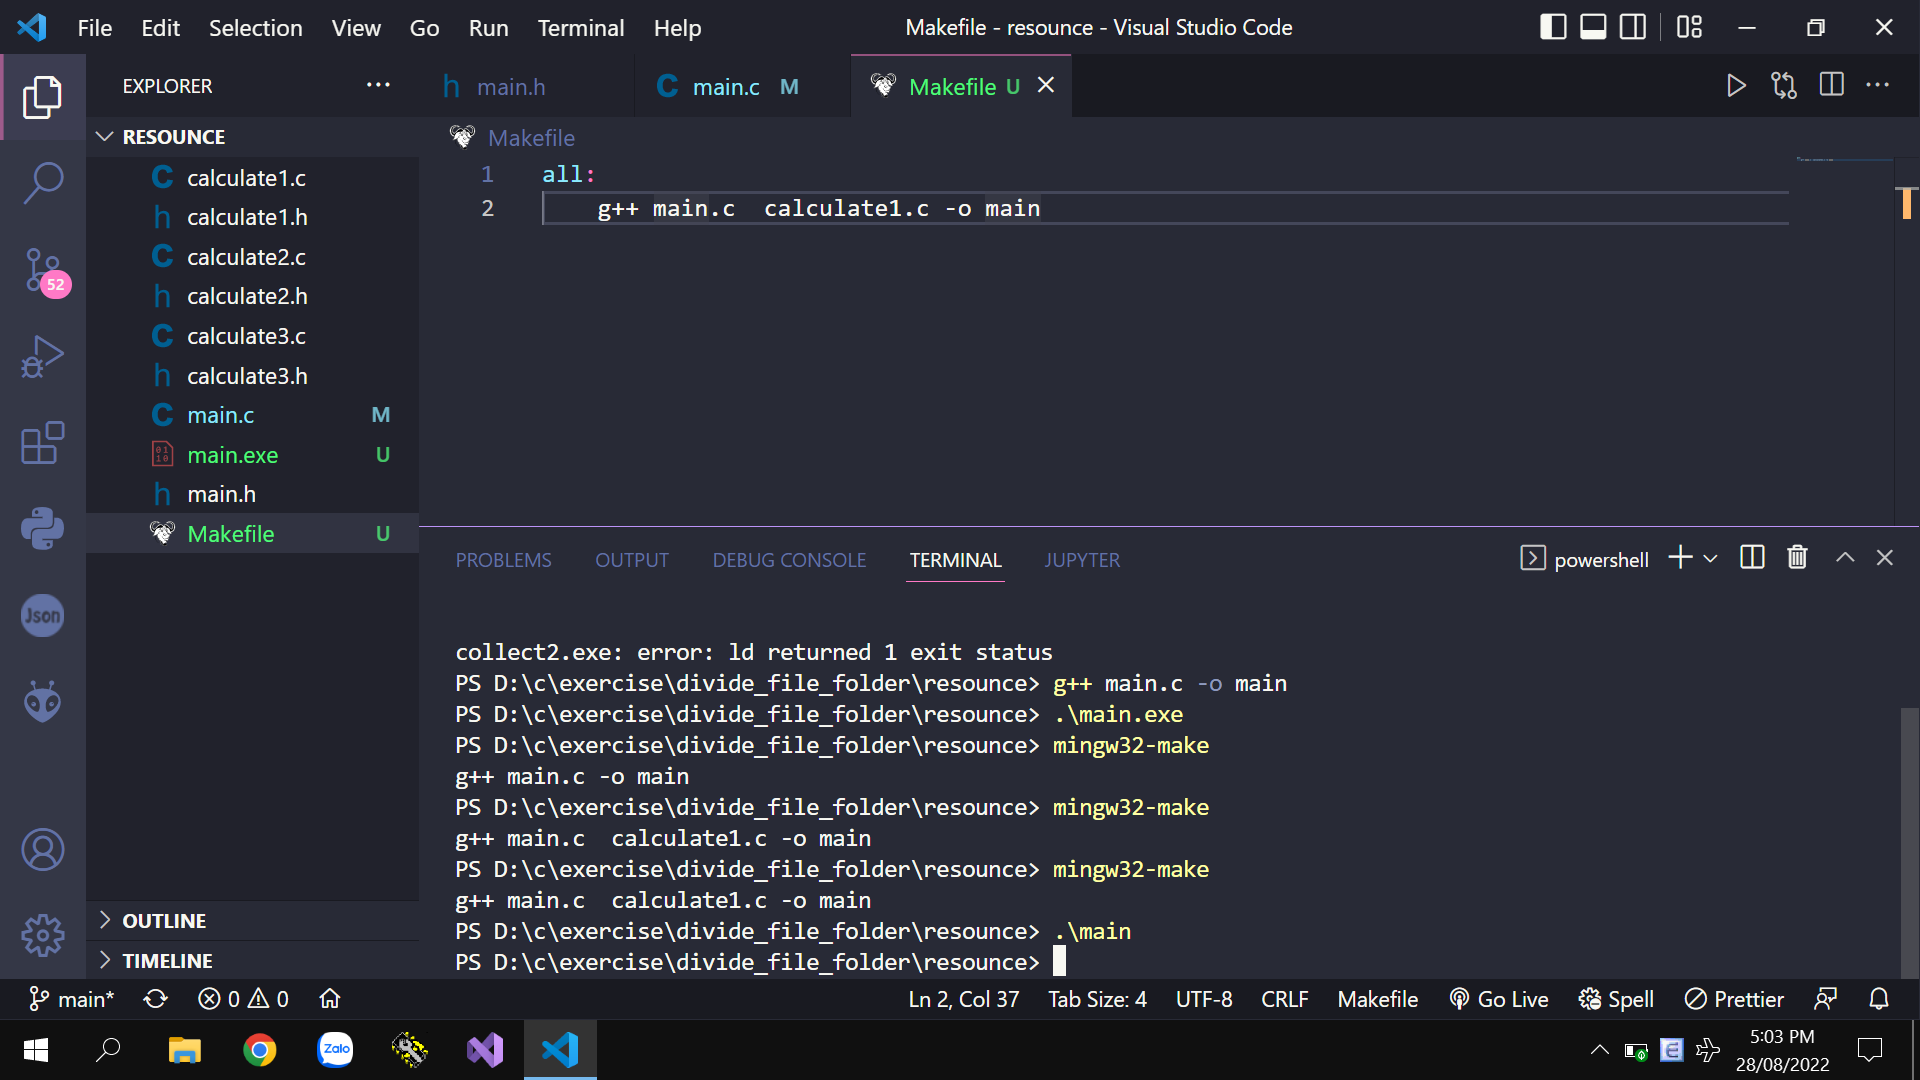 File Edit Selection View Go Run Terminal Help
Makefile - resounce - Visual Studio Code
EXPLORER ···
h main.h
C main.c M
Makefile U
RESOUNCE
C calculate1.c
h calculate1.h
C calculate2.c
h calculate2.h
C calculate3.c
h calculate3.h
C main.c M
main.exe U
h main.h
Makefile U
OUTLINE
TIMELINE
52
Json
Makefile
1 all:
2 g++ main.c  calculate1.c -o main
PROBLEMS OUTPUT DEBUG CONSOLE TERMINAL JUPYTER
powershell
collect2.exe: error: ld returned 1 exit status
PS D:\c\exercise\divide_file_folder\resounce> g++ main.c -o main
PS D:\c\exercise\divide_file_folder\resounce> .\main.exe
PS D:\c\exercise\divide_file_folder\resounce> mingw32-make
g++ main.c -o main
PS D:\c\exercise\divide_file_folder\resounce> mingw32-make
g++ main.c  calculate1.c -o main
PS D:\c\exercise\divide_file_folder\resounce> mingw32-make
g++ main.c  calculate1.c -o main
PS D:\c\exercise\divide_file_folder\resounce> .\main
PS D:\c\exercise\divide_file_folder\resounce>
main* 0 0
Ln 2, Col 37 Tab Size: 4 UTF-8 CRLF Makefile Go Live Spell Prettier
Zalo
5:03 PM
28/08/2022